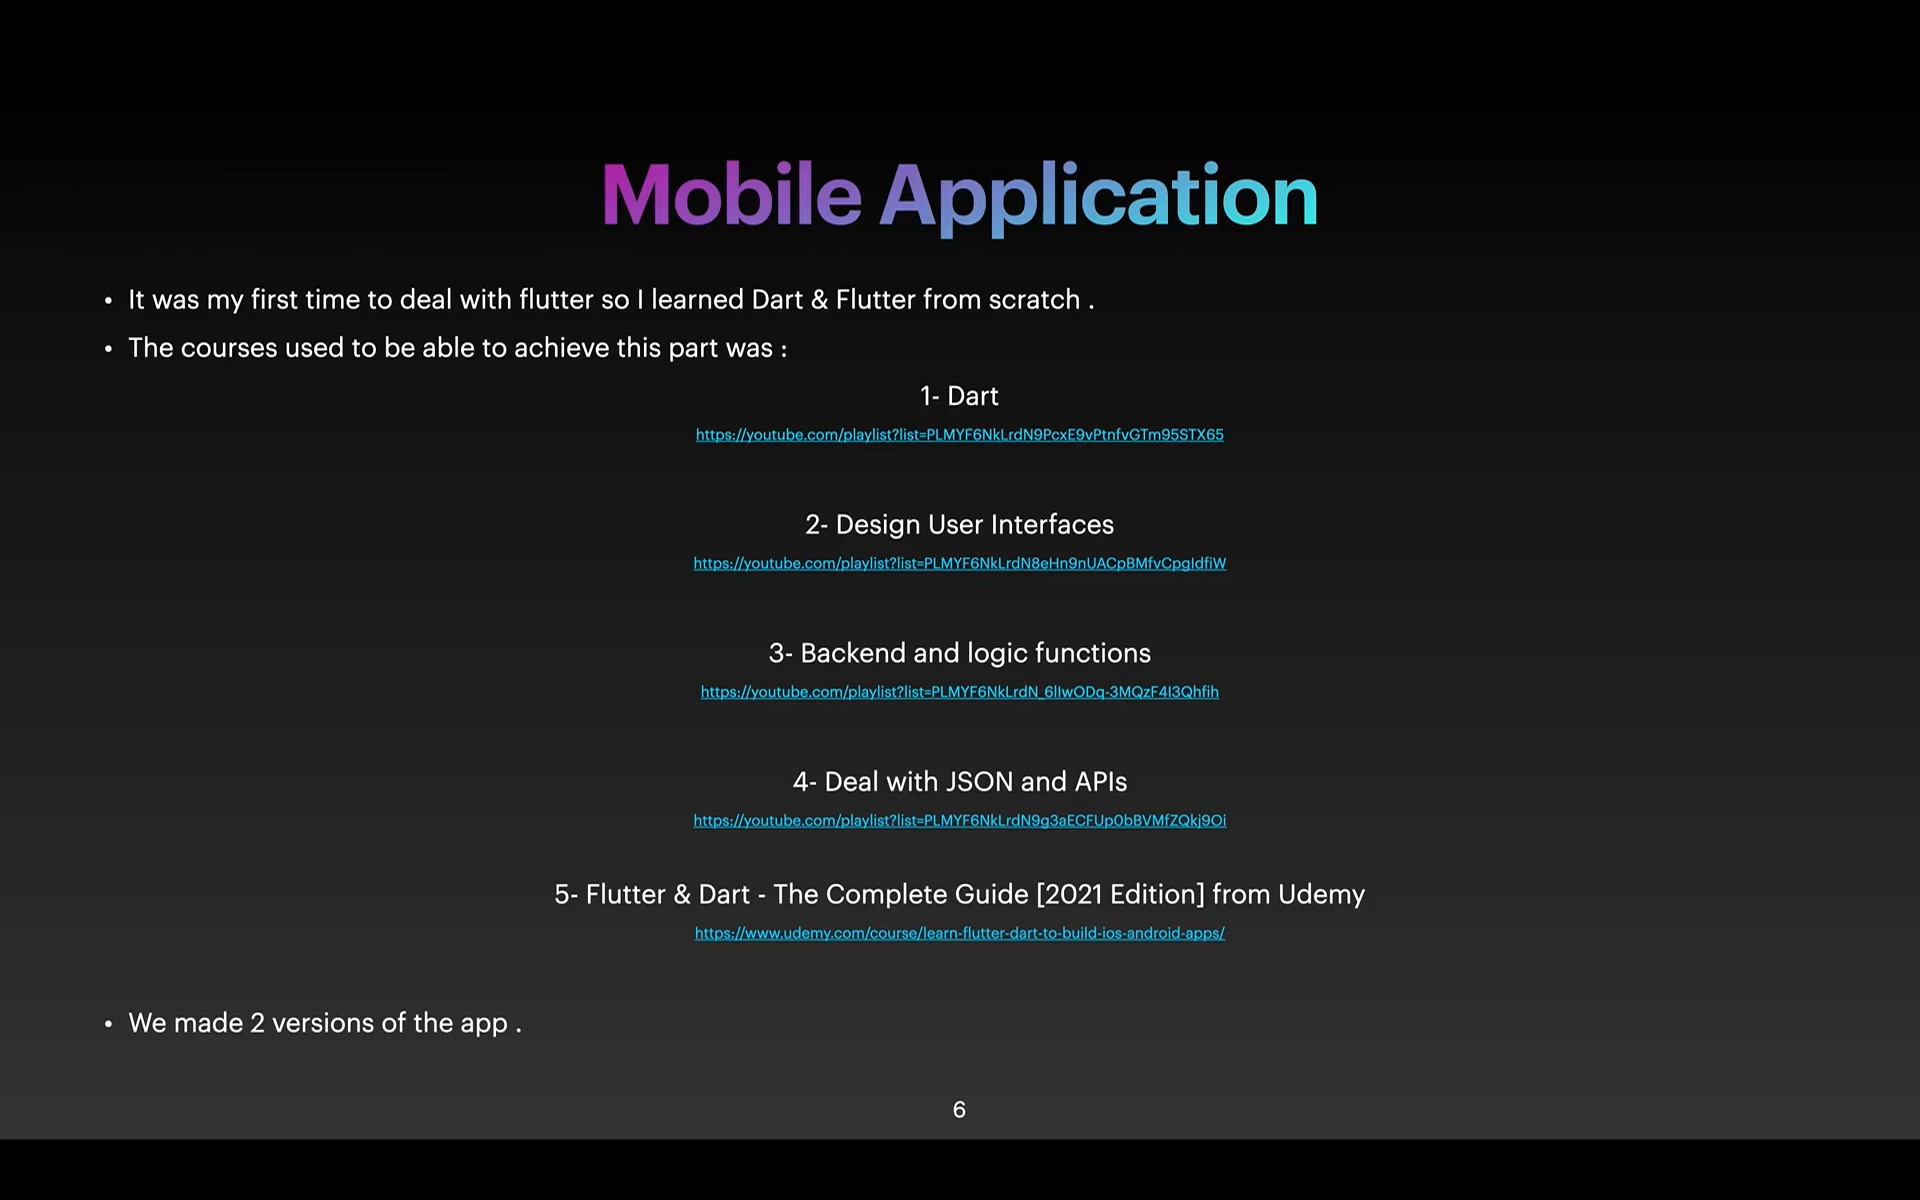 Mobile Application
• It was my first time to deal with flutter so I learned Dart & Flutter from scratch .
• The courses used to be able to achieve this part was :
1- Dart
https://youtube.com/playlist?list=PLMYF6NkLrdN9PcxE9vPtnfvGTm95STX65
2- Design User Interfaces
https://youtube.com/playlist?list=PLMYF6NkLrdN8eHn9nUACpBMfvCpgIdfiW
3- Backend and logic functions
https://youtube.com/playlist?list=PLMYF6NkLrdN_6lIwODq-3MQzF4I3Qhfih
4- Deal with JSON and APIs
https://youtube.com/playlist?list=PLMYF6NkLrdN9g3aECFUp0bBVMfZQkj9Oi
5- Flutter & Dart - The Complete Guide [2021 Edition] from Udemy
https://www.udemy.com/course/learn-flutter-dart-to-build-ios-android-apps/
• We made 2 versions of the app .
6